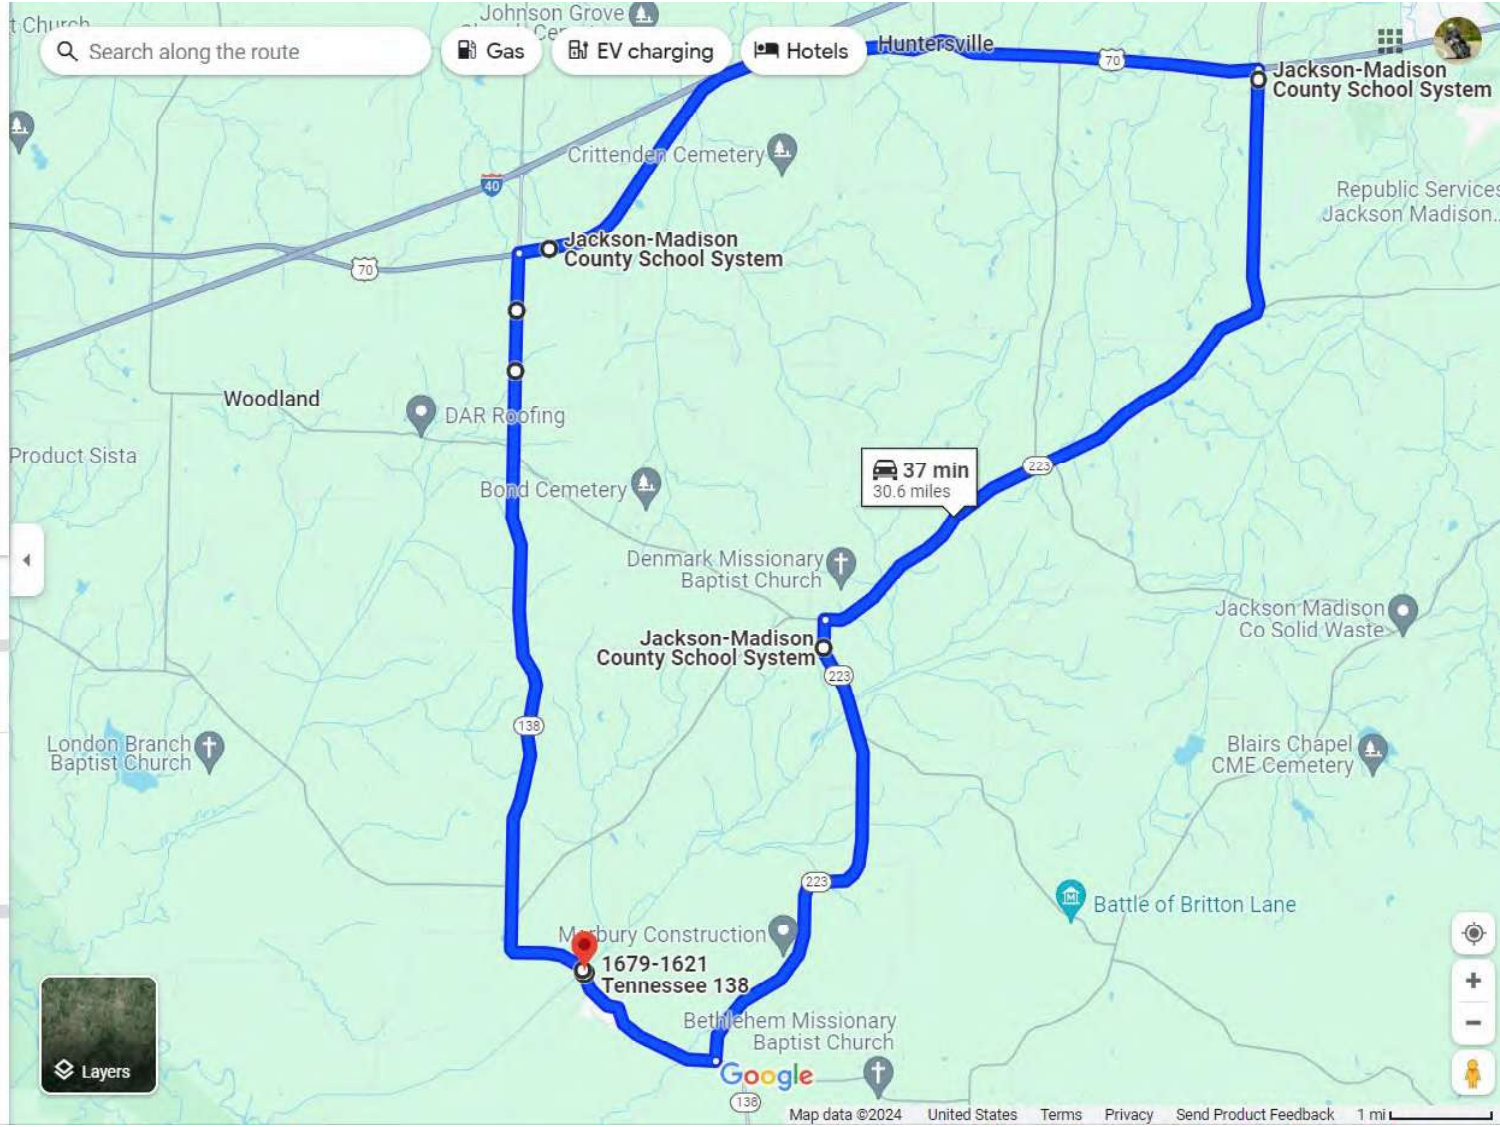 t Church
Johnson Grove
Search along the route
Gas
EV charging
Hotels
Huntersville
70
Jackson-Madison
County School System
Crittenden Cemetery
40
Republic Services
Jackson Madison...
Jackson-Madison
County School System
70
Woodland
DAR Roofing
Product Sista
37 min
30.6 miles
223
Bond Cemetery
Denmark Missionary
Baptist Church
Jackson Madison
Co Solid Waste
Jackson-Madison
County School System
223
138
London Branch
Baptist Church
Blairs Chapel
CME Cemetery
223
Battle of Britton Lane
Marbury Construction
1679-1621
Tennessee 138
Bethlehem Missionary
Baptist Church
Layers
Google
138
Map data ©2024 United States Terms Privacy Send Product Feedback 1 mi